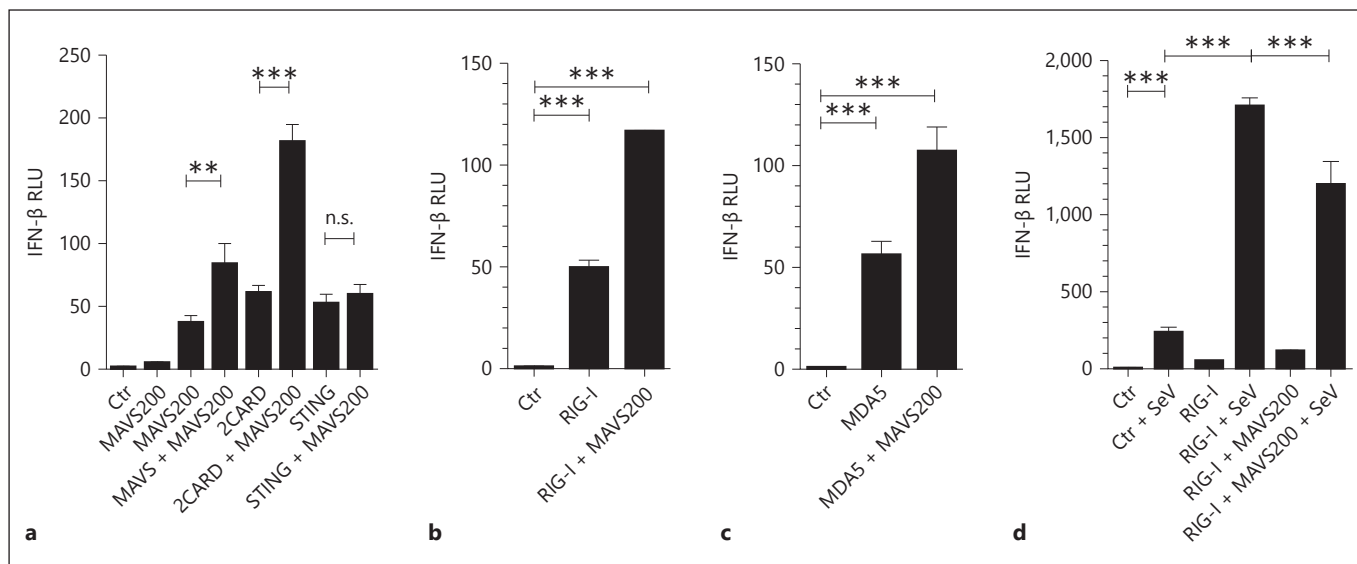 250
200
150
100
50
0
IFN-β RLU
***
**
n.s.
Ctr
MAVS200
MAVS200
MAVS + MAVS200
2CARD
2CARD + MAVS200
STING
STING + MAVS200
a
150
100
50
0
IFN-β RLU
***
***
Ctr
RIG-I
RIG-I + MAVS200
b
150
100
50
0
IFN-β RLU
***
***
Ctr
MDA5
MDA5 + MAVS200
c
2,000
1,500
1,000
500
0
IFN-β RLU
*** ***
***
Ctr
Ctr + SeV
RIG-I
RIG-I + SeV
RIG-I + MAVS200
RIG-I + MAVS200 + SeV
d